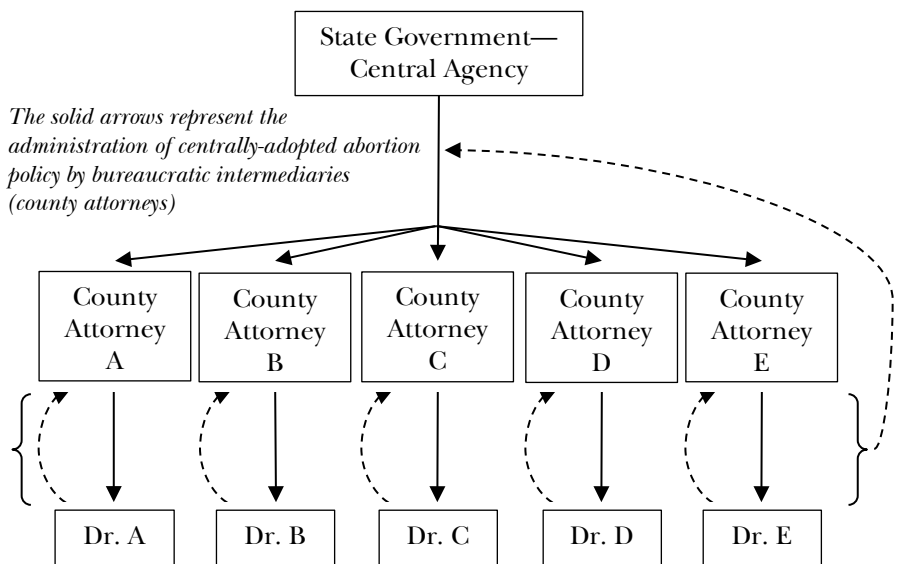 State Government—
Central Agency
The solid arrows represent the
administration of centrally-adopted abortion
policy by bureaucratic intermediaries
(county attorneys)
County
Attorney
A
County
Attorney
B
County
Attorney
C
County
Attorney
D
County
Attorney
E
Dr. A
Dr. B
Dr. C
Dr. D
Dr. E